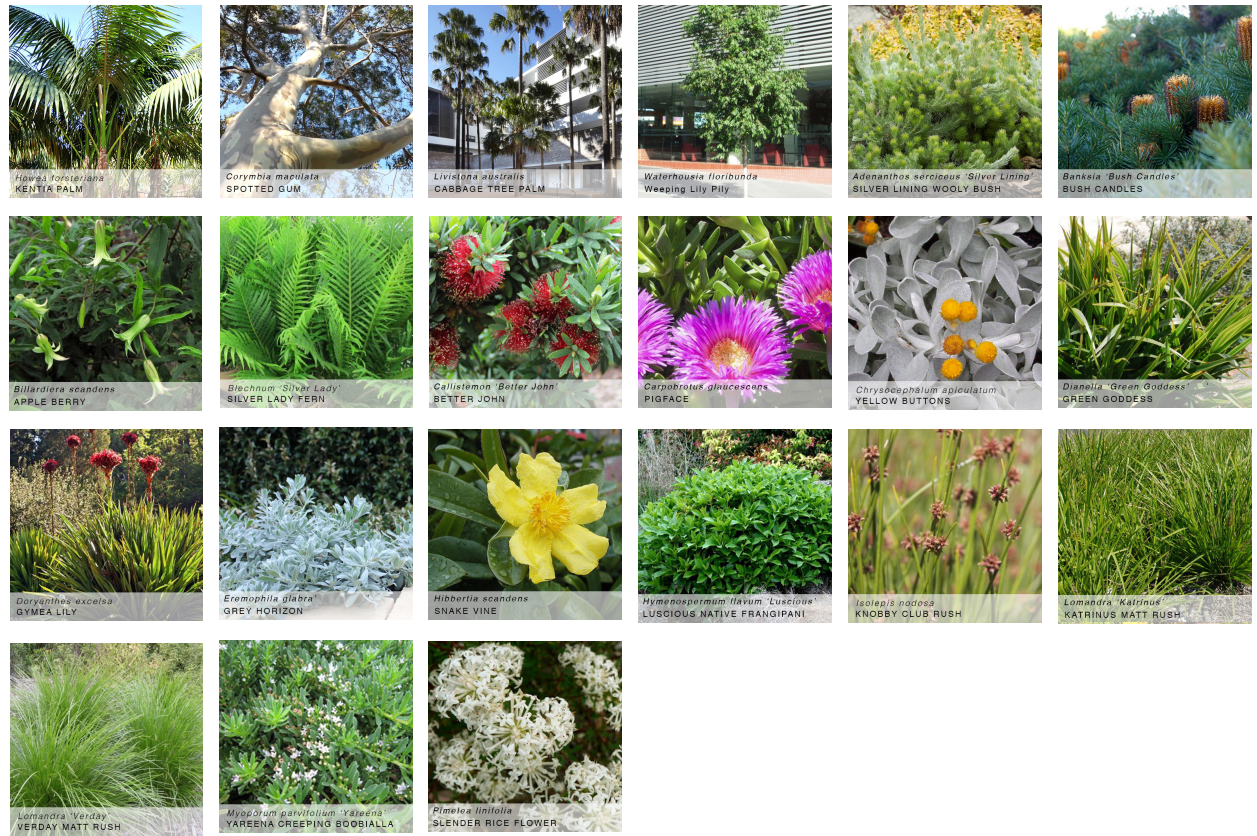 Howea forsteriana
KENTIA PALM
Corymbia maculata
SPOTTED GUM
Livistona australis
CABBAGE TREE PALM
Waterhousia floribunda
Weeping Lily Pily
Adenanthos serciceus 'Silver Lining'
SILVER LINING WOOLY BUSH
Banksia 'Bush Candles'
BUSH CANDLES
Billardiera scandens
APPLE BERRY
Blechnum 'Silver Lady'
SILVER LADY FERN
Callistemon 'Better John'
BETTER JOHN
Carpobrotus glaucescens
PIGFACE
Chrysocephalum apiculatum
YELLOW BUTTONS
Dianella 'Green Goddess'
GREEN GODDESS
Doryanthes excelsa
GYMEA LILY
Eremophila glabra'
GREY HORIZON
Hibbertia scandens
SNAKE VINE
Hymenospermum flavum 'Luscious'
LUSCIOUS NATIVE FRANGIPANI
Isolepis nodosa
KNOBBY CLUB RUSH
Lomandra 'Katrinus'
KATRINUS MATT RUSH
Lomandra 'Verday'
VERDAY MATT RUSH
Myoporum parvifolium 'Yareena'
YAREENA CREEPING BOOBIALLA
Pimelea linifolia
SLENDER RICE FLOWER